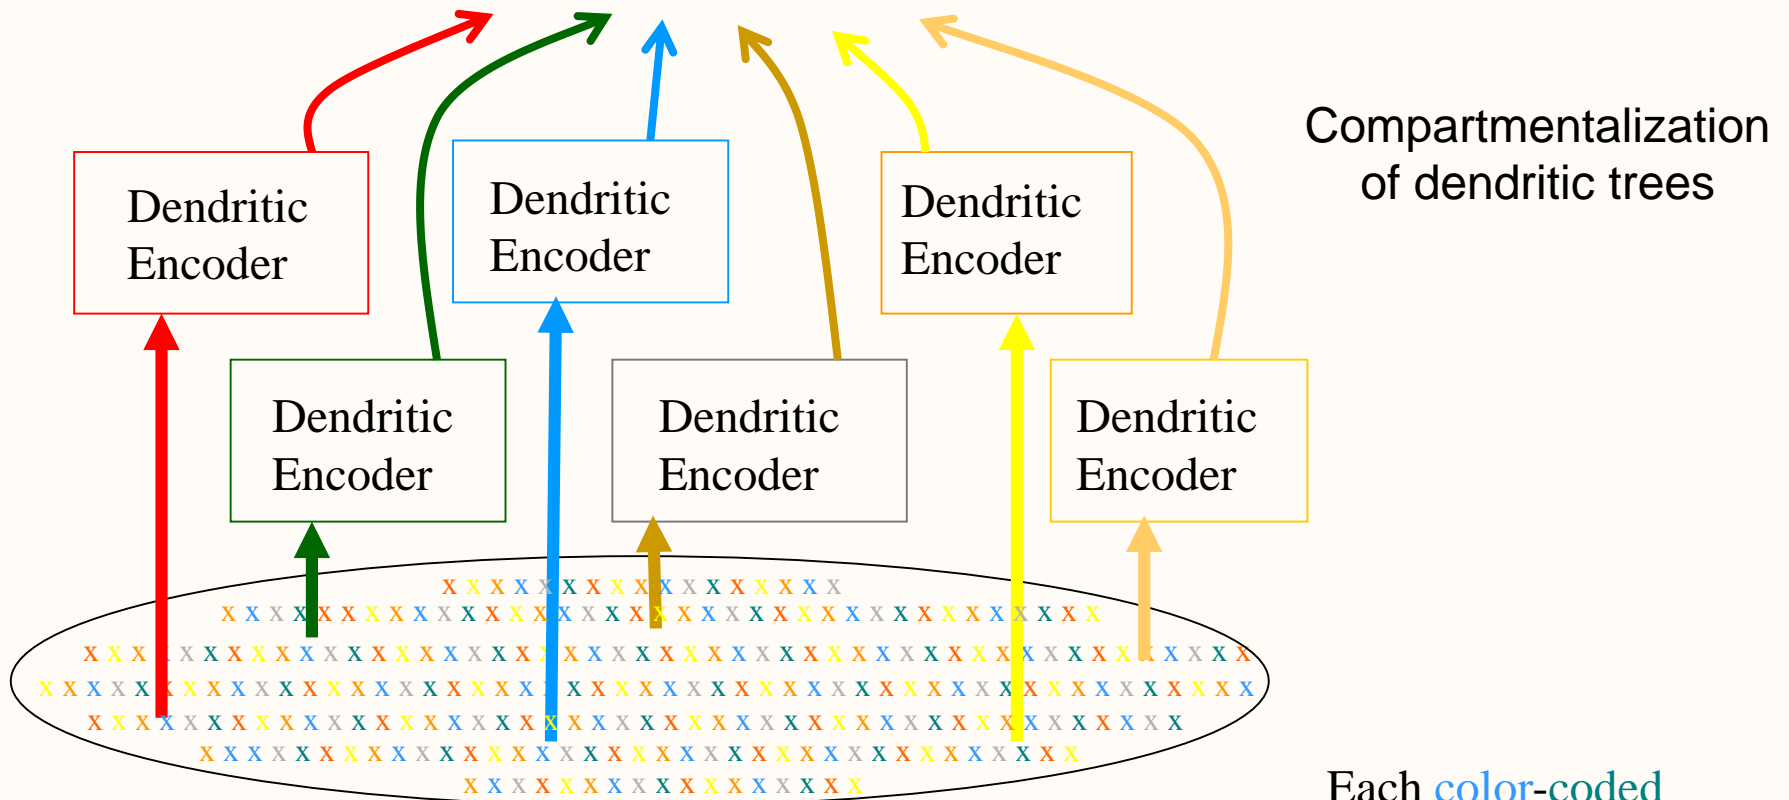 Compartmentalization
of dendritic trees
Dendritic
Encoder
Dendritic
Encoder
Dendritic
Encoder
Dendritic
Encoder
Dendritic
Encoder
Dendritic
Encoder
Each color-coded